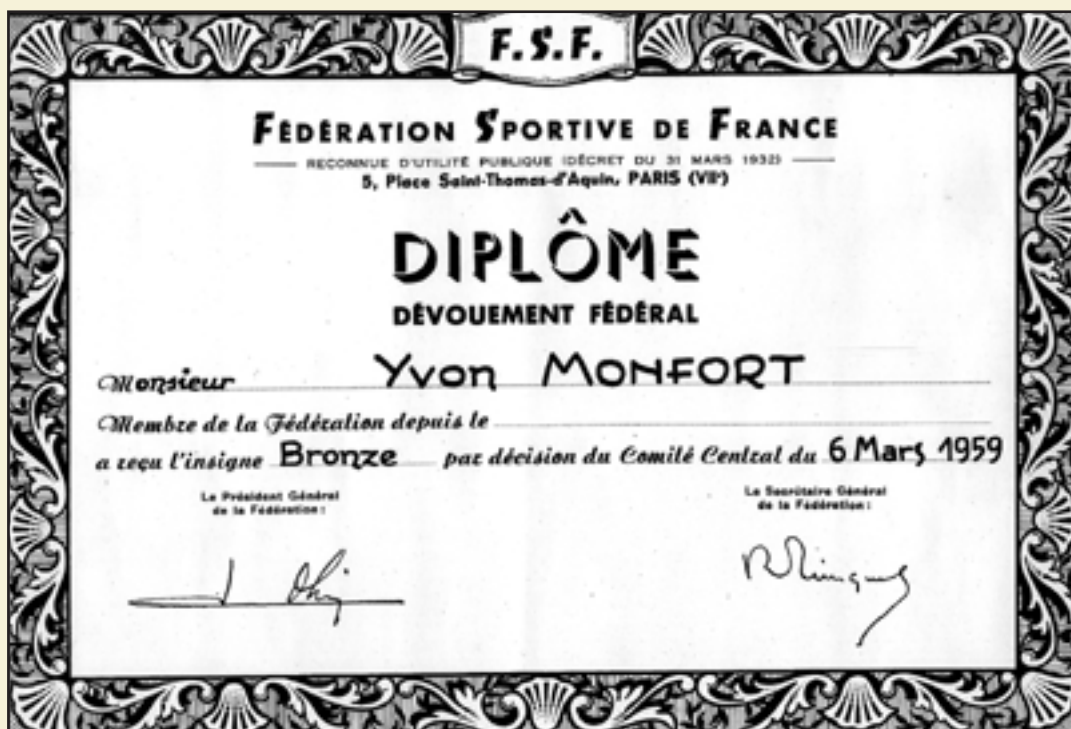 F.S.F.
FÉDÉRATION SPORTIVE DE FRANCE
RECONNUE D'UTILITÉ PUBLIQUE (DÉCRET DU 31 MARS 1932)
5, Place Saint-Thomas-d'Aquin, PARIS (VIIe)
DIPLÔME
DÉVOUEMENT FÉDÉRAL
Monsieur Yvon MONFORT
Membre de la Fédération depuis le
a reçu l'insigne Bronze par décision du Comité Central du 6 Mars 1959
Le Président Général
de la Fédération :
Le Secrétaire Général
de la Fédération :
F.S.F.